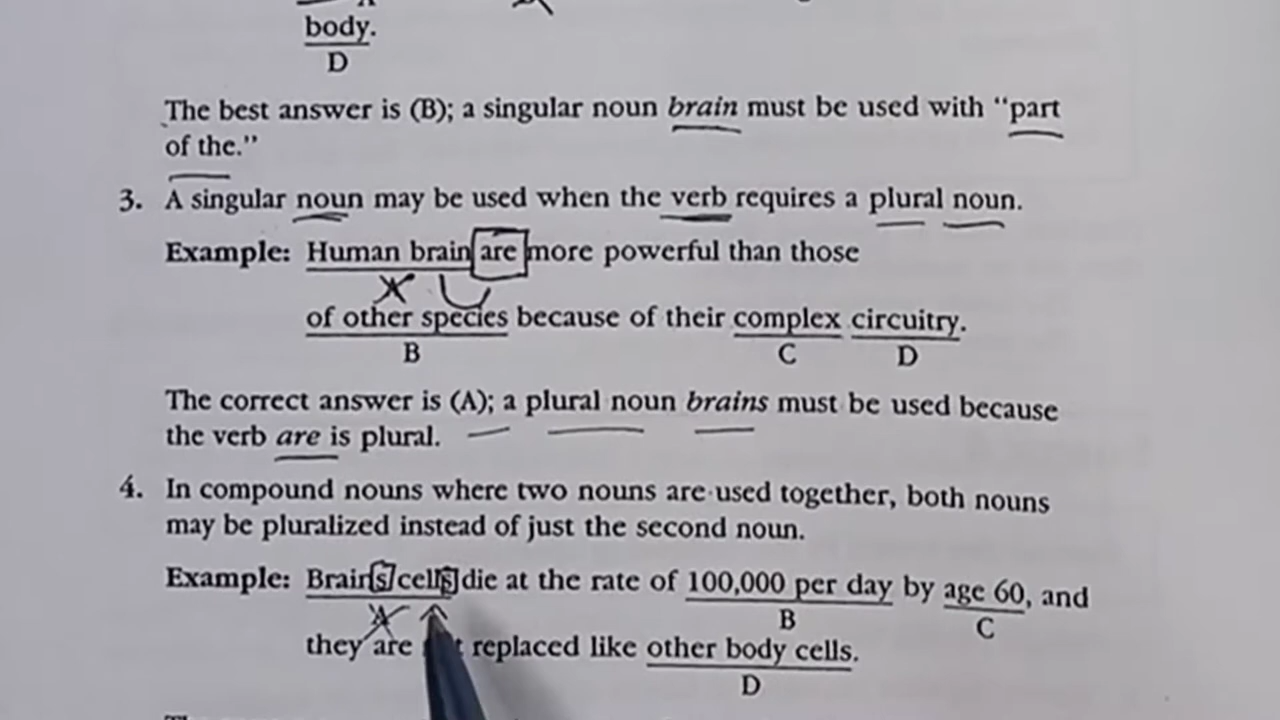 body.
D
The best answer is (B); a singular noun brain must be used with “part
of the.”
3. A singular noun may be used when the verb requires a plural noun.
Example: Human brain are more powerful than those
of other species because of their complex circuitry.
B C D
The correct answer is (A); a plural noun brains must be used because
the verb are is plural.
4. In compound nouns where two nouns are used together, both nouns
may be pluralized instead of just the second noun.
Example: Brains cells die at the rate of 100,000 per day by age 60, and
A B C
they are replaced like other body cells.
D